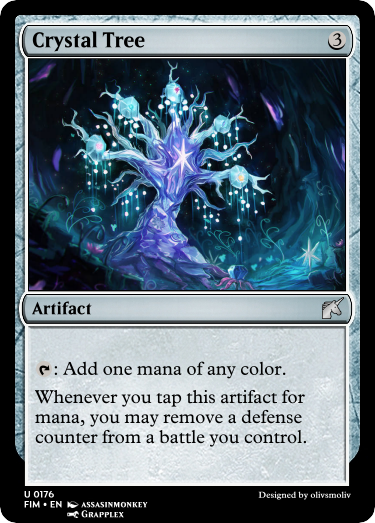 Crystal Tree 3
Artifact
: Add one mana of any color.
Whenever you tap this artifact for
mana, you may remove a defense
counter from a battle you control.
U 0176
FIM • EN ASSASINMONKEY
GRAPPLEX
Designed by olivsmoliv